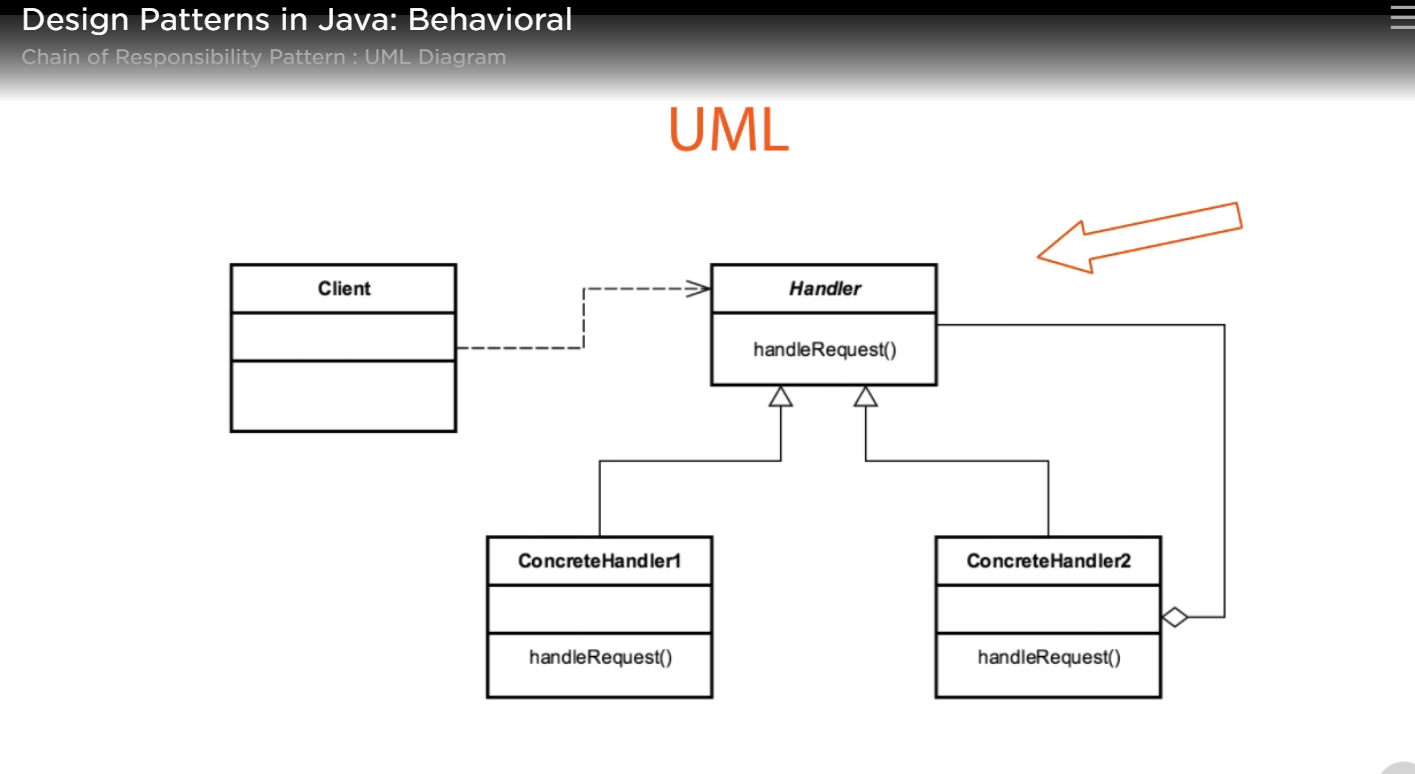 Design Patterns in Java: Behavioral
Chain of Responsibility Pattern : UML Diagram
UML
Client
Handler
handleRequest()
ConcreteHandler1
handleRequest()
ConcreteHandler2
handleRequest()